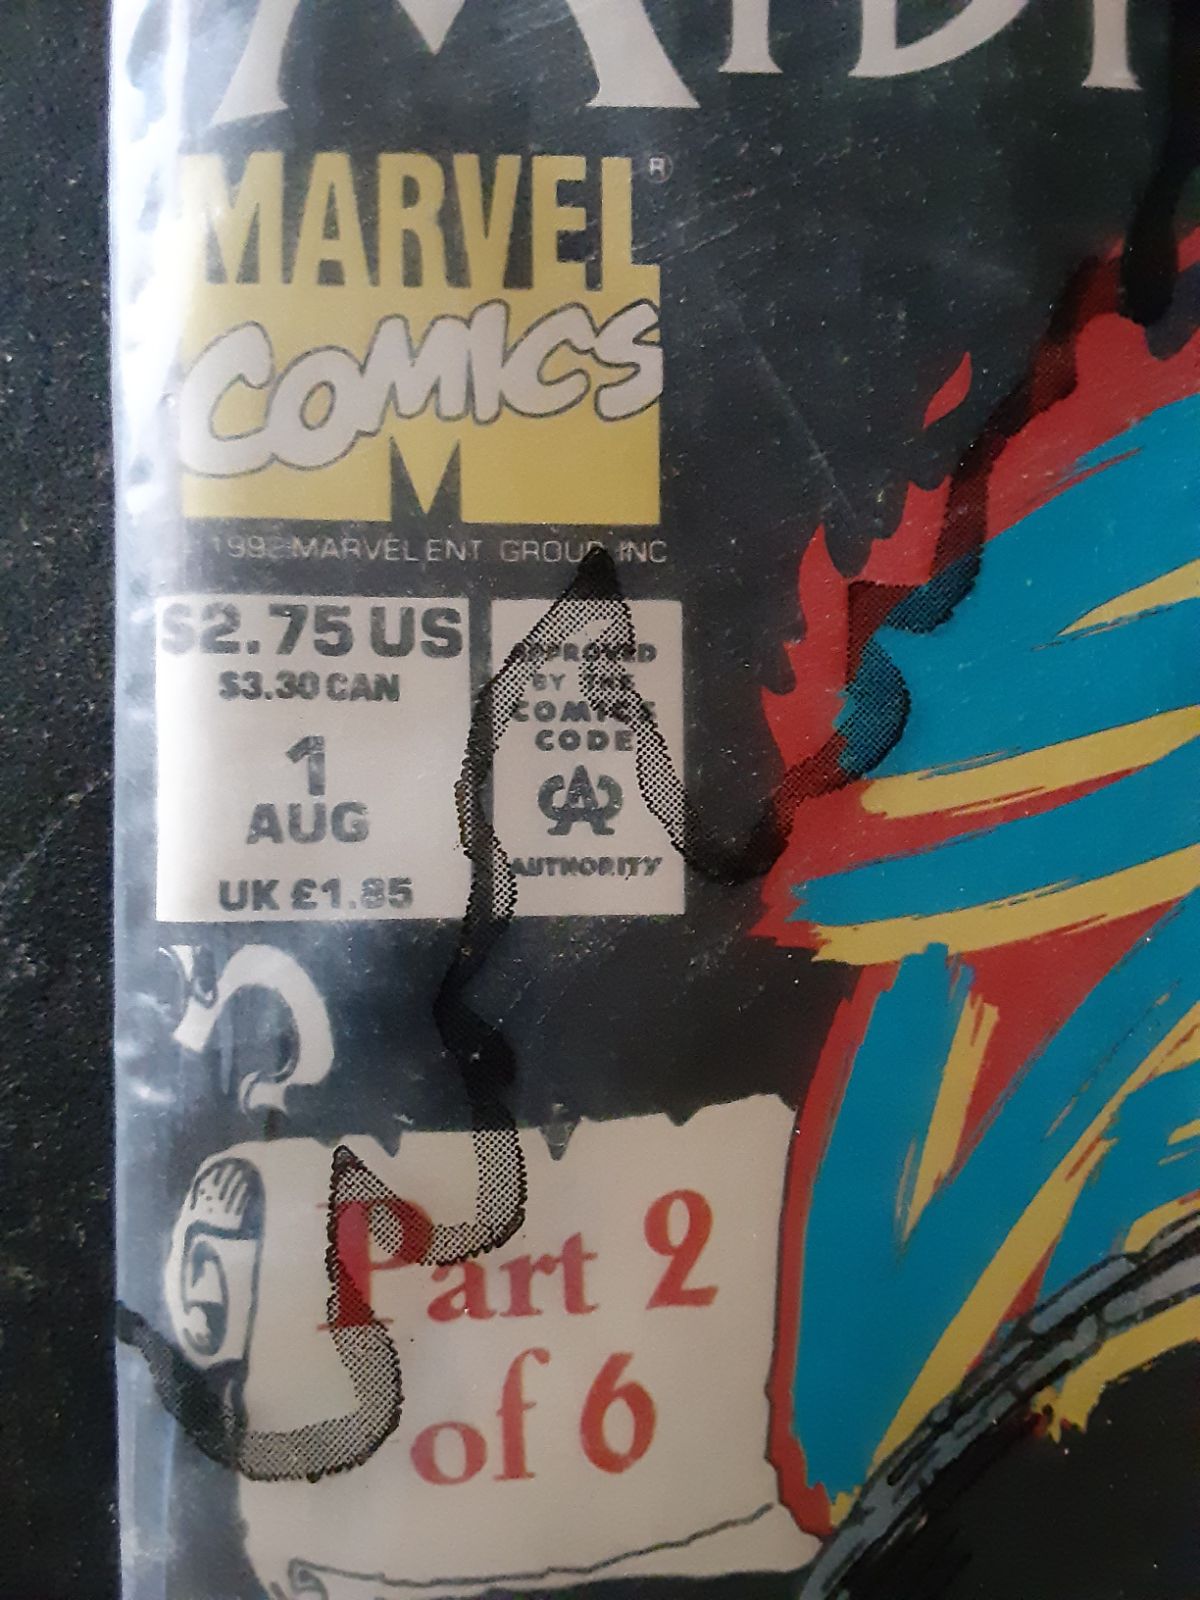 MARVEL ®
COMICS
M
1992 MARVEL ENT GROUP INC
$2.75 US
$3.30 CAN
1
AUG
UK £1.85
APPROVED
BY THE
COMICS
CODE
CA
AUTHORITY
Part 2
of 6